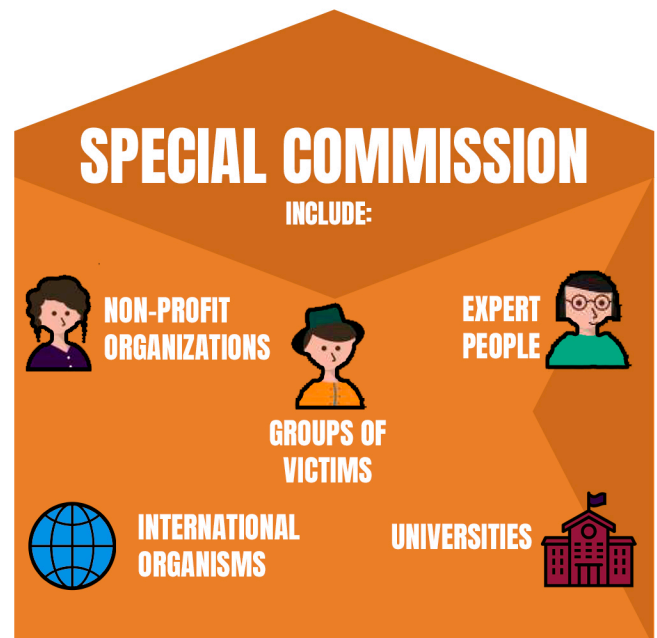 SPECIAL COMMISSION
INCLUDE:
NON-PROFIT
ORGANIZATIONS
EXPERT
PEOPLE
GROUPS OF
VICTIMS
INTERNATIONAL
ORGANISMS
UNIVERSITIES